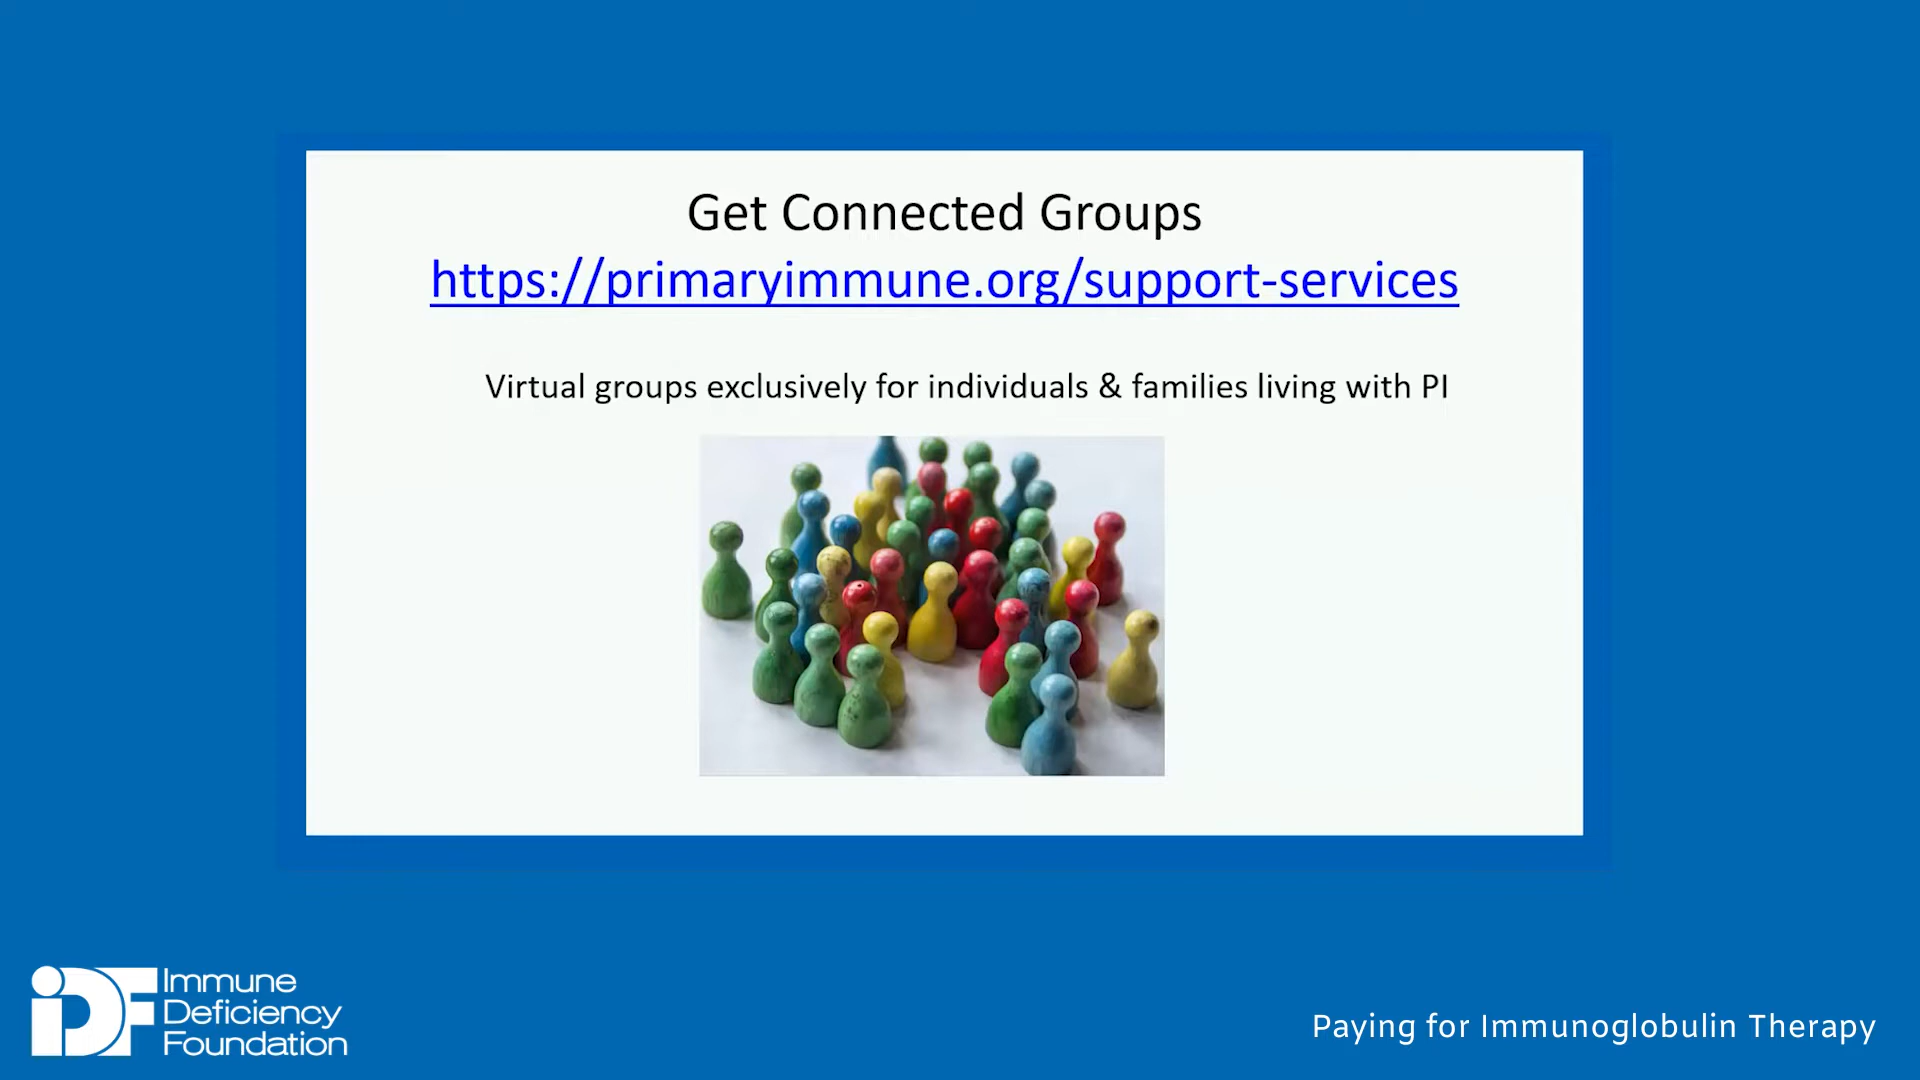 Get Connected Groups
https://primaryimmune.org/support-services
Virtual groups exclusively for individuals & families living with PI
iDF
Immune
Deficiency
Foundation
Paying for Immunoglobulin Therapy